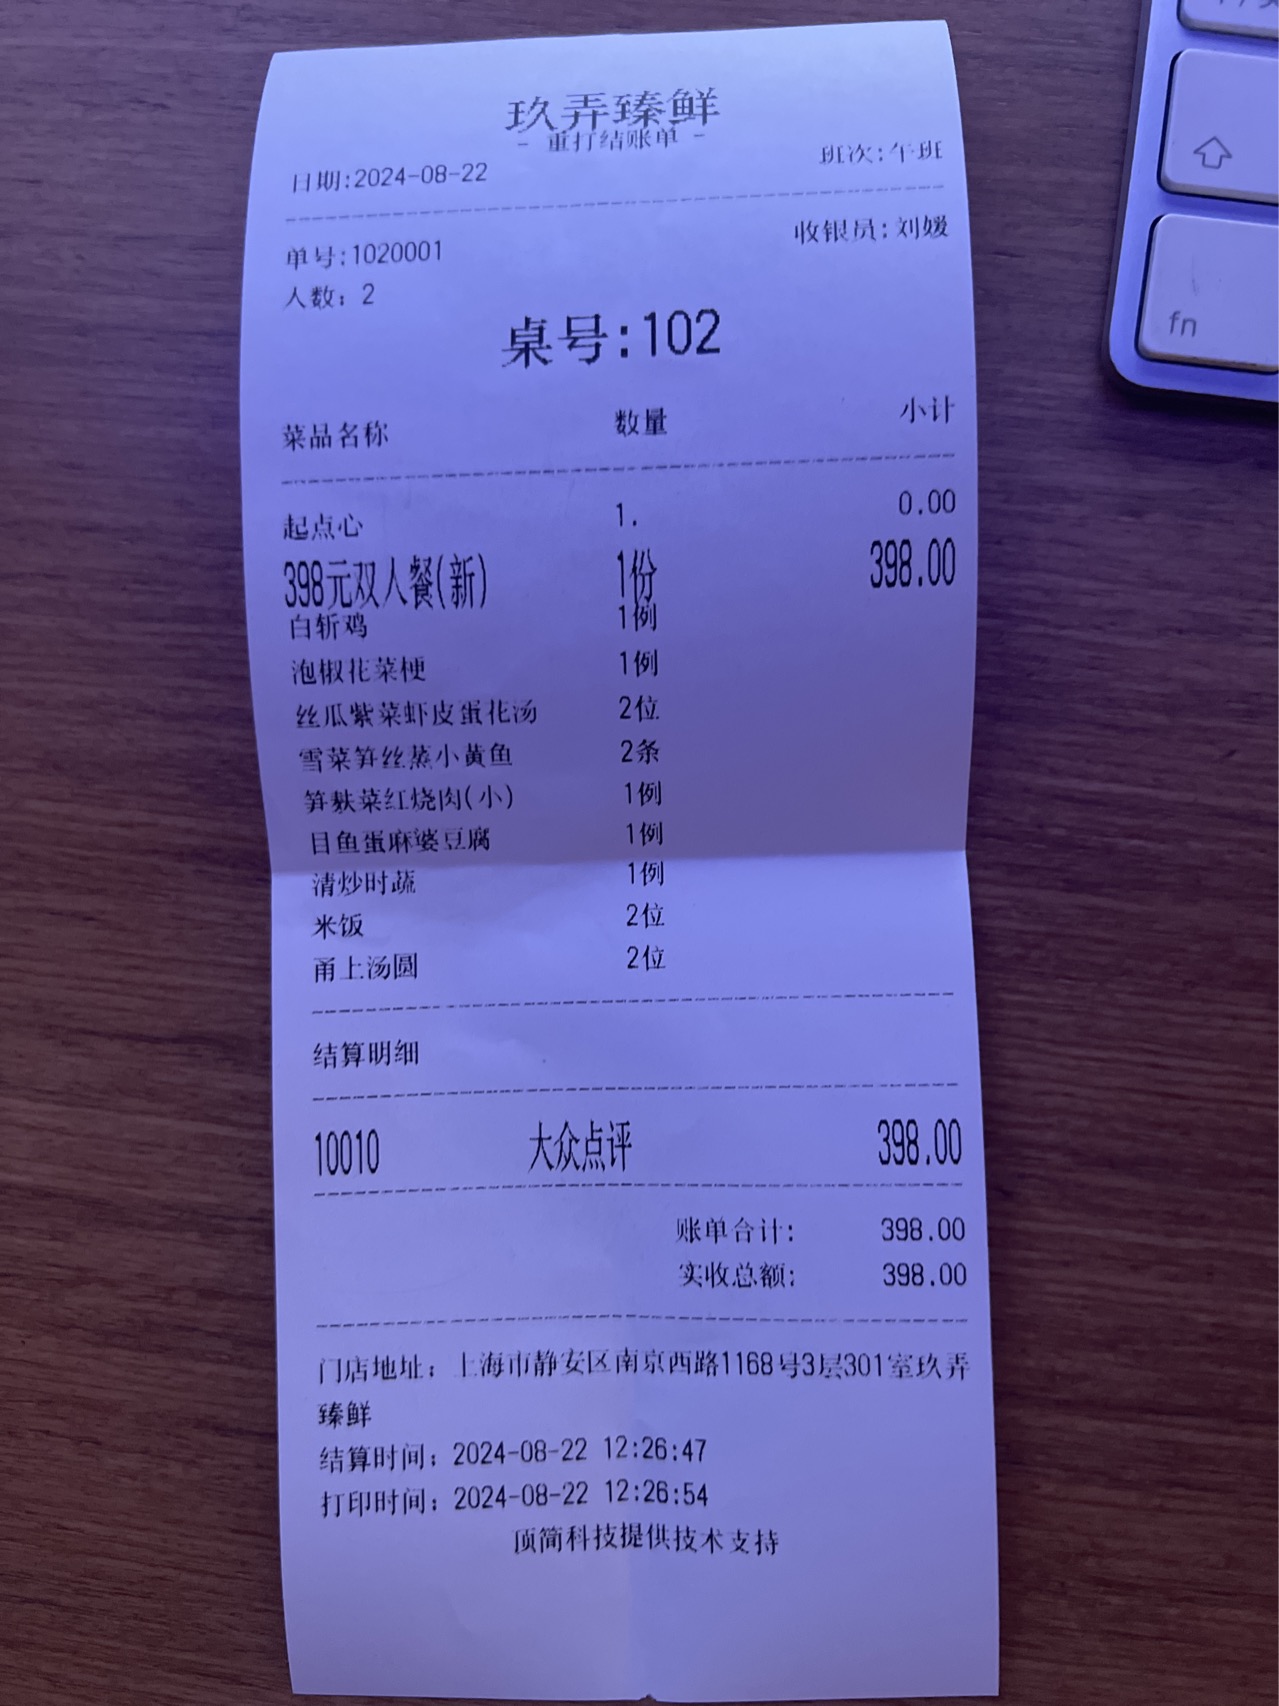 玖弄臻鲜
- 重打结账单 -
日期:2024-08-22 班次:午班
单号:1020001 收银员:刘媛
人数: 2
桌号:102
菜品名称 数量 小计
起点心 1. 0.00
398元双人餐(新) 1份 398.00
白斩鸡 1例
泡椒花菜梗 1例
丝瓜紫菜虾皮蛋花汤 2位
雪菜笋丝蒸小黄鱼 2条
笋麸菜红烧肉(小) 1例
目鱼蛋麻婆豆腐 1例
清炒时蔬 1例
米饭 2位
甬上汤圆 2位
结算明细
10010 大众点评 398.00
账单合计: 398.00
实收总额: 398.00
门店地址: 上海市静安区南京西路1168号3层301室玖弄
臻鲜
结算时间: 2024-08-22 12:26:47
打印时间: 2024-08-22 12:26:54
顶简科技提供技术支持
fn